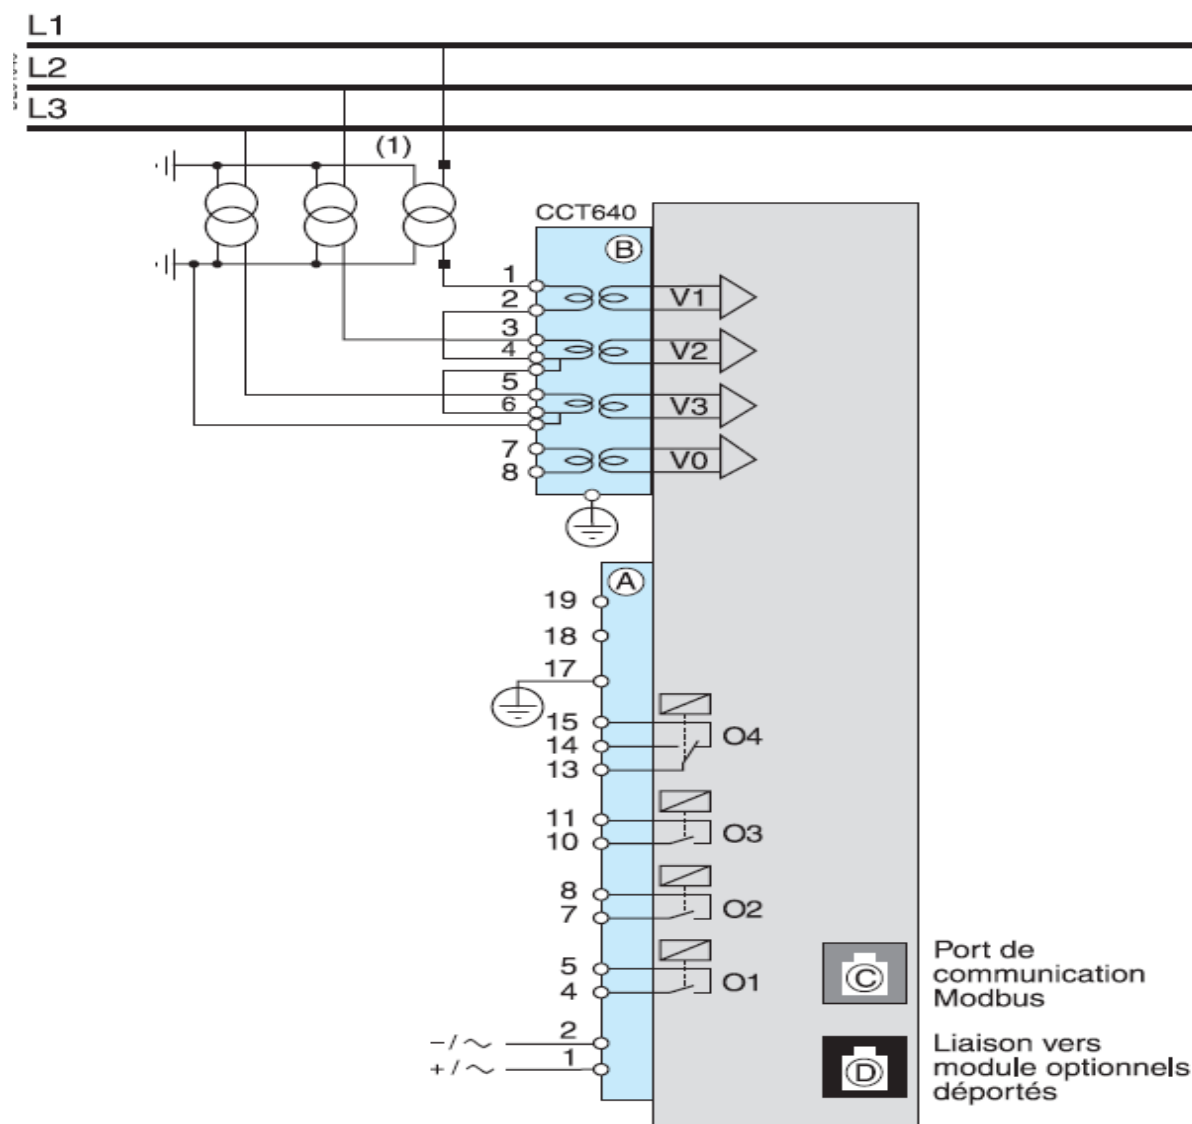 L1
L2
L3
(1)
CCT640
B
1
2
3
4
5
6
7
8
V1
V2
V3
V0
A
19
18
17
15
14
13
O4
11
10
O3
8
7
O2
5
4
O1
2
1
-/~
+/~
C
Port de
communication
Modbus
D
Liaison vers
module optionnels
déportés